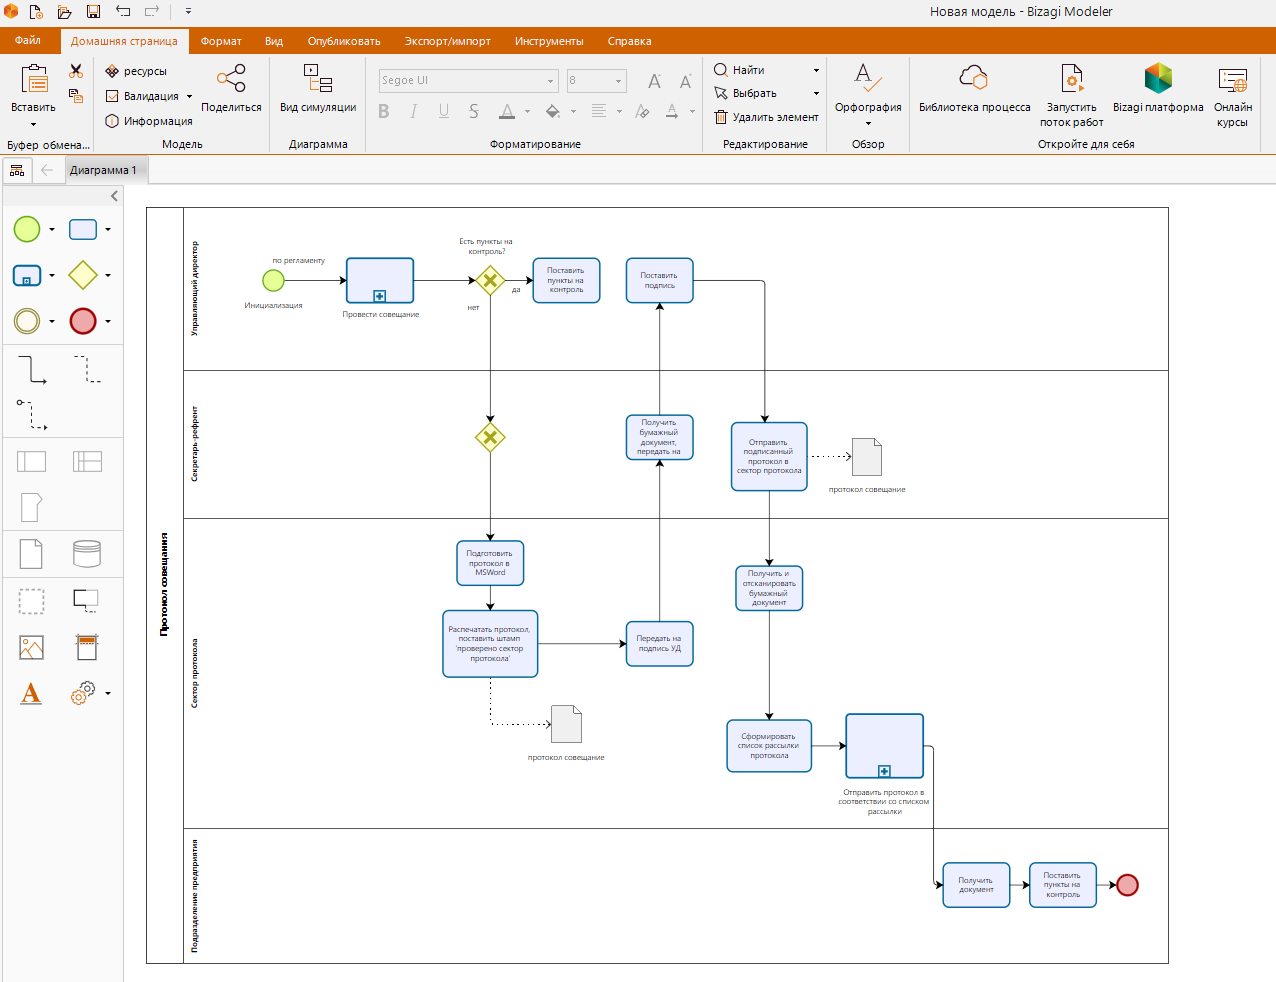 Новая модель - Bizagi Modeler
Файл
Домашняя страница
Формат
Вид
Опубликовать
Экспорт/импорт
Инструменты
Справка
Вставить
Буфер обмена...
ресурсы
Валидация
Информация
Поделиться
Модель
Вид симуляции
Диаграмма
Segoe UI
8
B I U S A
Форматирование
Найти
Выбрать
Удалить элемент
Редактирование
Орфография
Обзор
Библиотека процесса
Запустить
поток работ
Bizagi платформа
Онлайн
курсы
Откройте для себя
Диаграмма 1
Протокол совещания
Управляющий директор
по регламенту
Инициализация
Провести совещание
Есть пункты на
контроль?
да
нет
Поставить
пункты на
контроль
Поставить
подпись
Секретарь-рефрент
Получить
бумажный
документ,
передать на
Отправить
подписанный
протокол в
сектор протокола
протокол совещание
Сектор протокола
Подготовить
протокол в
MSWord
Распечатать протокол,
поставить штамп
'проверено сектор
протокола'
протокол совещание
Передать на
подпись УД
Получить и
отсканировать
бумажный
документ
Сформировать
список рассылки
протокола
Отправить протокол в
соответствии со списком
рассылки
Подразделение предприятия
Получить
документ
Поставить
пункты на
контроль